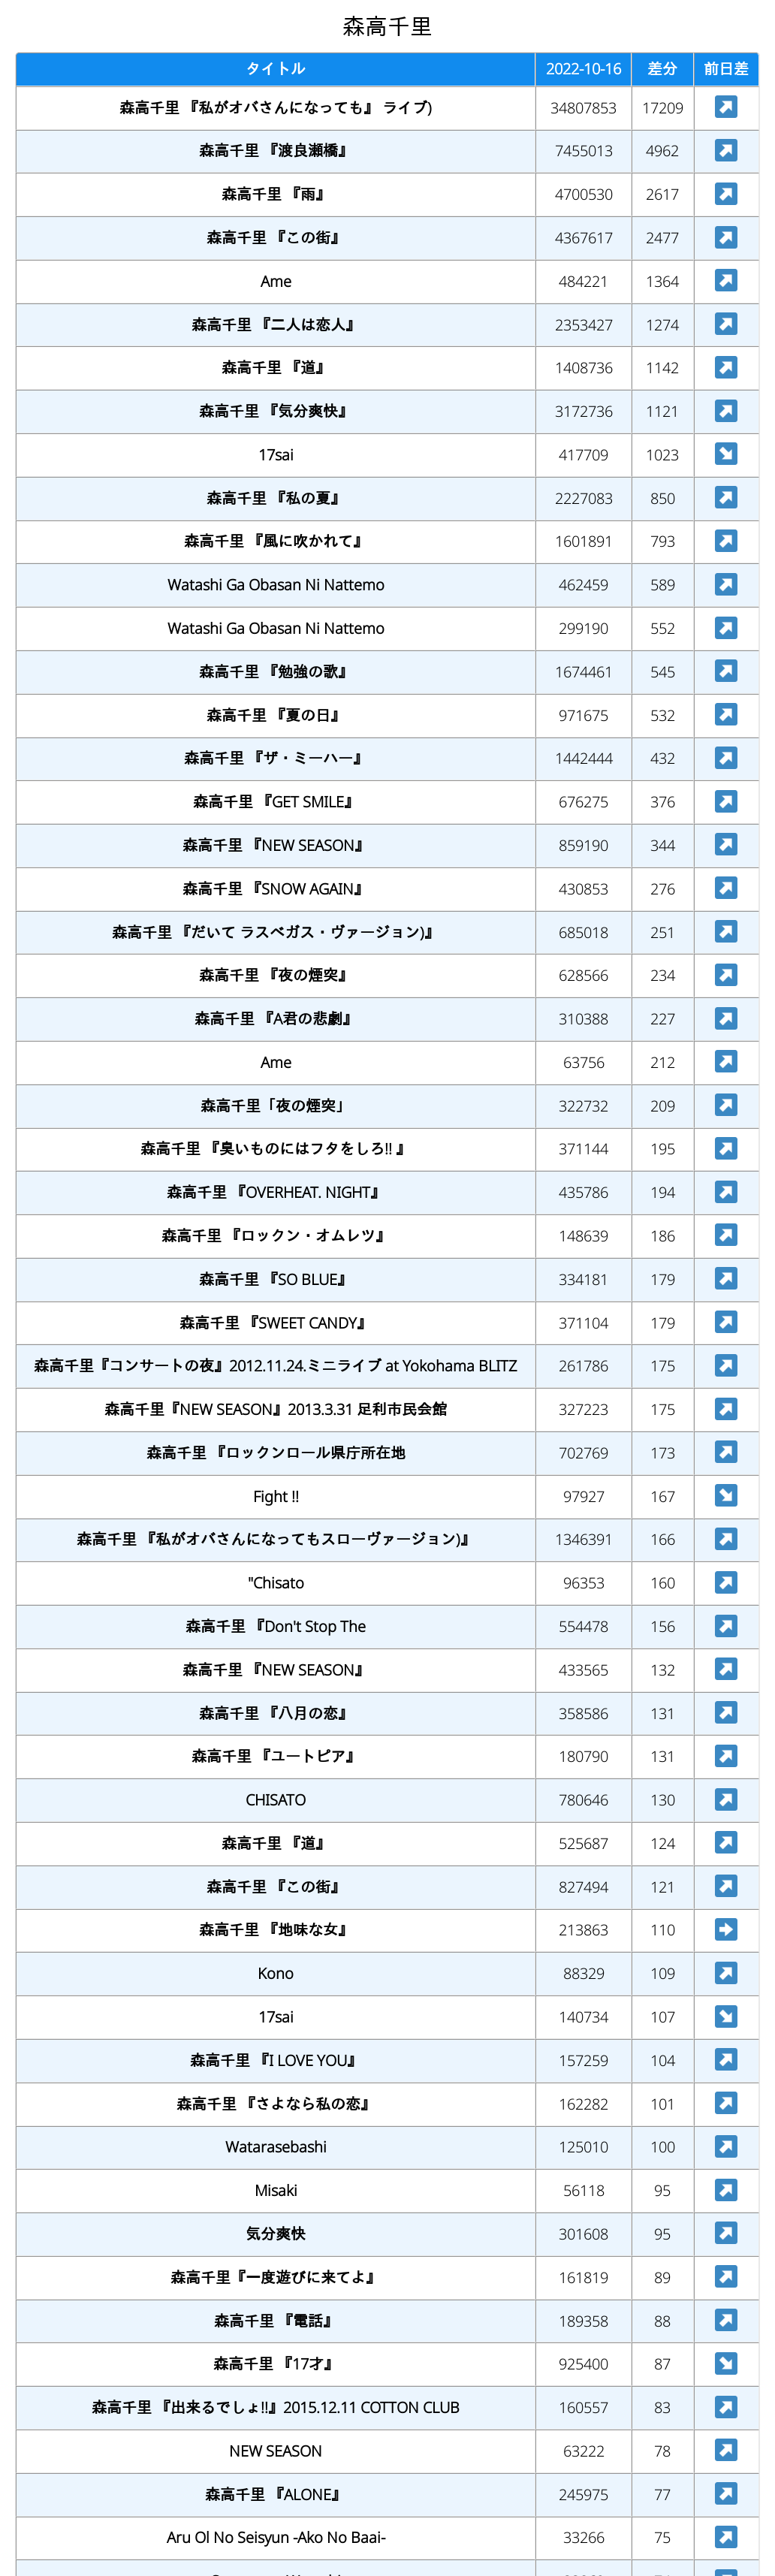 森高千里
タイトル 2022-10-16 差分 前日差
森高千里 『私がオバさんになっても』 ライブ) 34807853 17209
森高千里 『渡良瀬橋』 7455013 4962
森高千里 『雨』 4700530 2617
森高千里 『この街』 4367617 2477
Ame 484221 1364
森高千里 『二人は恋人』 2353427 1274
森高千里 『道』 1408736 1142
森高千里 『気分爽快』 3172736 1121
17sai 417709 1023
森高千里 『私の夏』 2227083 850
森高千里 『風に吹かれて』 1601891 793
Watashi Ga Obasan Ni Nattemo 462459 589
Watashi Ga Obasan Ni Nattemo 299190 552
森高千里 『勉強の歌』 1674461 545
森高千里 『夏の日』 971675 532
森高千里 『ザ・ミーハー』 1442444 432
森高千里 『GET SMILE』 676275 376
森高千里 『NEW SEASON』 859190 344
森高千里 『SNOW AGAIN』 430853 276
森高千里 『だいて ラスベガス・ヴァージョン)』 685018 251
森高千里 『夜の煙突』 628566 234
森高千里 『A君の悲劇』 310388 227
Ame 63756 212
森高千里「夜の煙突」 322732 209
森高千里 『臭いものにはフタをしろ!! 』 371144 195
森高千里 『OVERHEAT. NIGHT』 435786 194
森高千里 『ロックン・オムレツ』 148639 186
森高千里 『SO BLUE』 334181 179
森高千里 『SWEET CANDY』 371104 179
森高千里『コンサートの夜』2012.11.24.ミニライブ at Yokohama BLITZ 261786 175
森高千里『NEW SEASON』2013.3.31 足利市民会館 327223 175
森高千里 『ロックンロール県庁所在地 702769 173
Fight !! 97927 167
森高千里 『私がオバさんになってもスローヴァージョン)』 1346391 166
"Chisato 96353 160
森高千里 『Don't Stop The 554478 156
森高千里 『NEW SEASON』 433565 132
森高千里 『八月の恋』 358586 131
森高千里 『ユートピア』 180790 131
CHISATO 780646 130
森高千里 『道』 525687 124
森高千里 『この街』 827494 121
森高千里 『地味な女』 213863 110
Kono 88329 109
17sai 140734 107
森高千里 『I LOVE YOU』 157259 104
森高千里 『さよなら私の恋』 162282 101
Watarasebashi 125010 100
Misaki 56118 95
気分爽快 301608 95
森高千里『一度遊びに来てよ』 161819 89
森高千里 『電話』 189358 88
森高千里 『17才』 925400 87
森高千里 『出来るでしょ!!』2015.12.11 COTTON CLUB 160557 83
NEW SEASON 63222 78
森高千里 『ALONE』 245975 77
Aru Ol No Seisyun -Ako No Baai- 33266 75